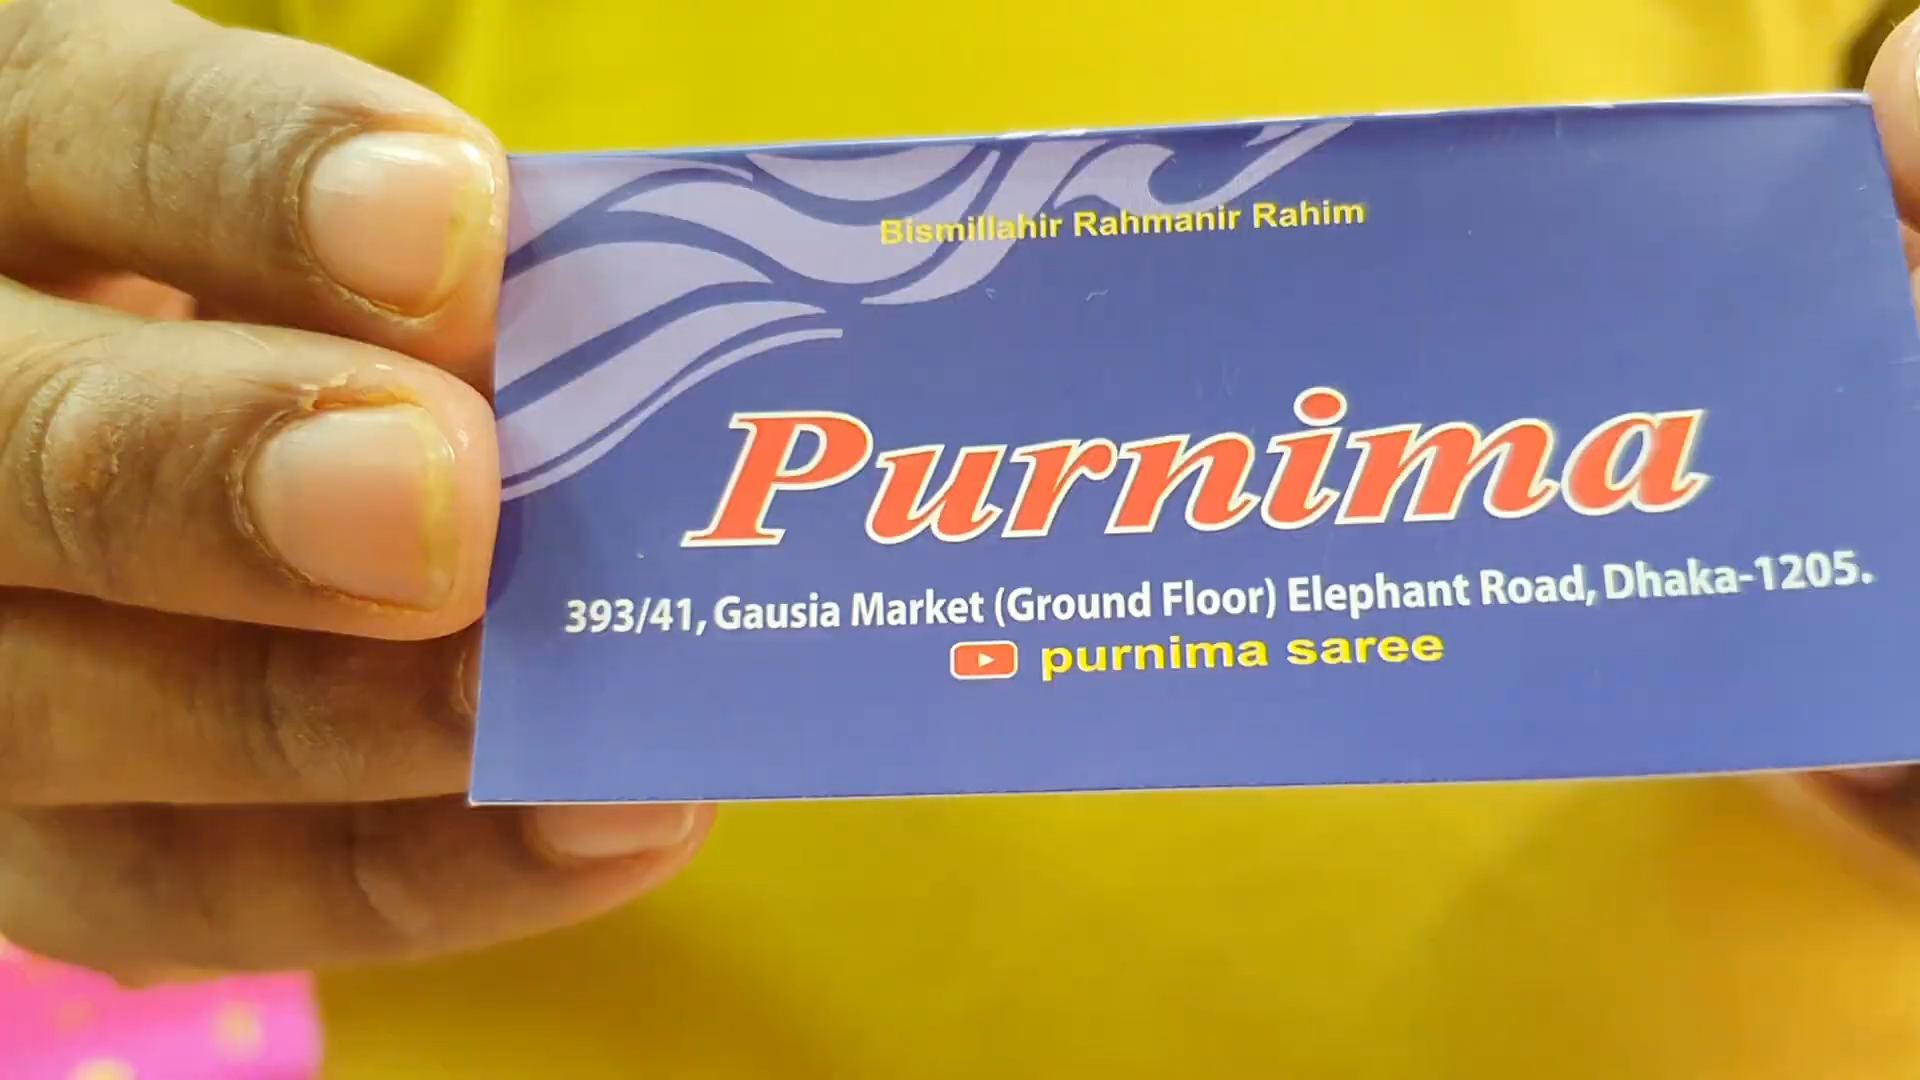 Bismillahir Rahmanir Rahim
Purnima
393/41, Gausia Market (Ground Floor) Elephant Road, Dhaka-1205.
purnima saree